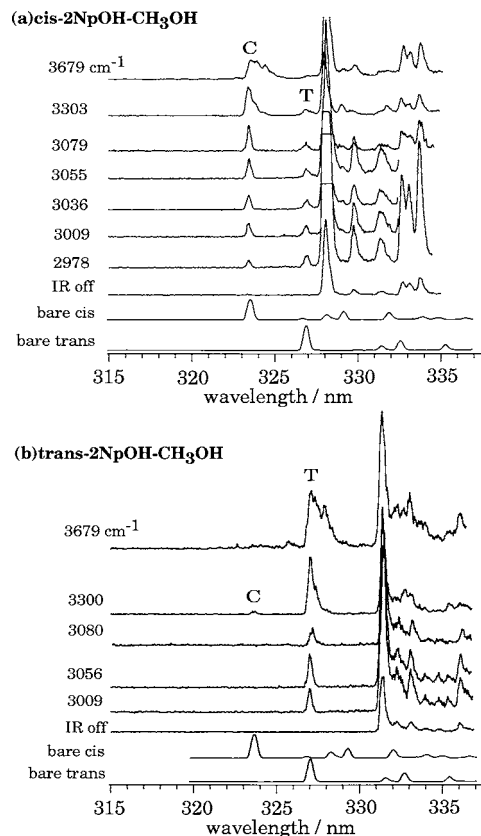 (a)cis-2NpOH-CH3OH
C
3679 cm-1
T
3303
3079
3055
3036
3009
2978
IR off
bare cis
bare trans
315 320 325 330 335
wavelength / nm
(b)trans-2NpOH-CH3OH
T
3679 cm-1
C
3300
3080
3056
3009
IR off
bare cis
bare trans
315 320 325 330 335
wavelength / nm